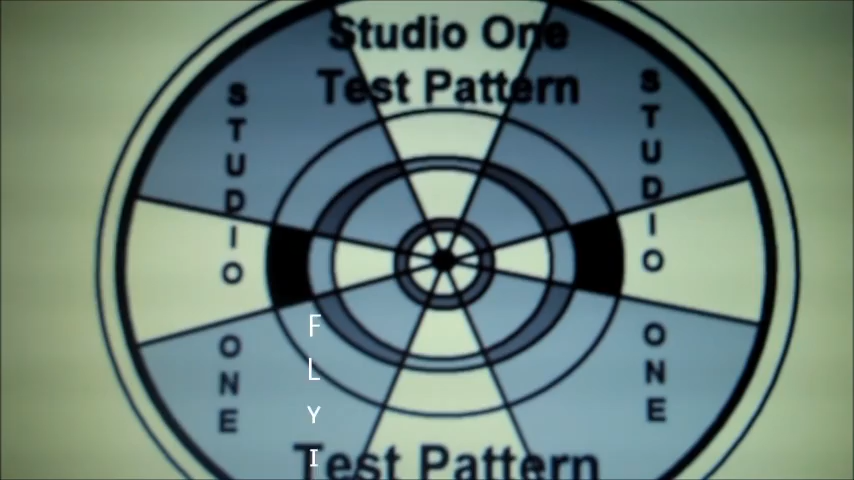 Studio One
Test Pattern
STUDIO ONE
STUDIO ONE
FLYI
Test Pattern